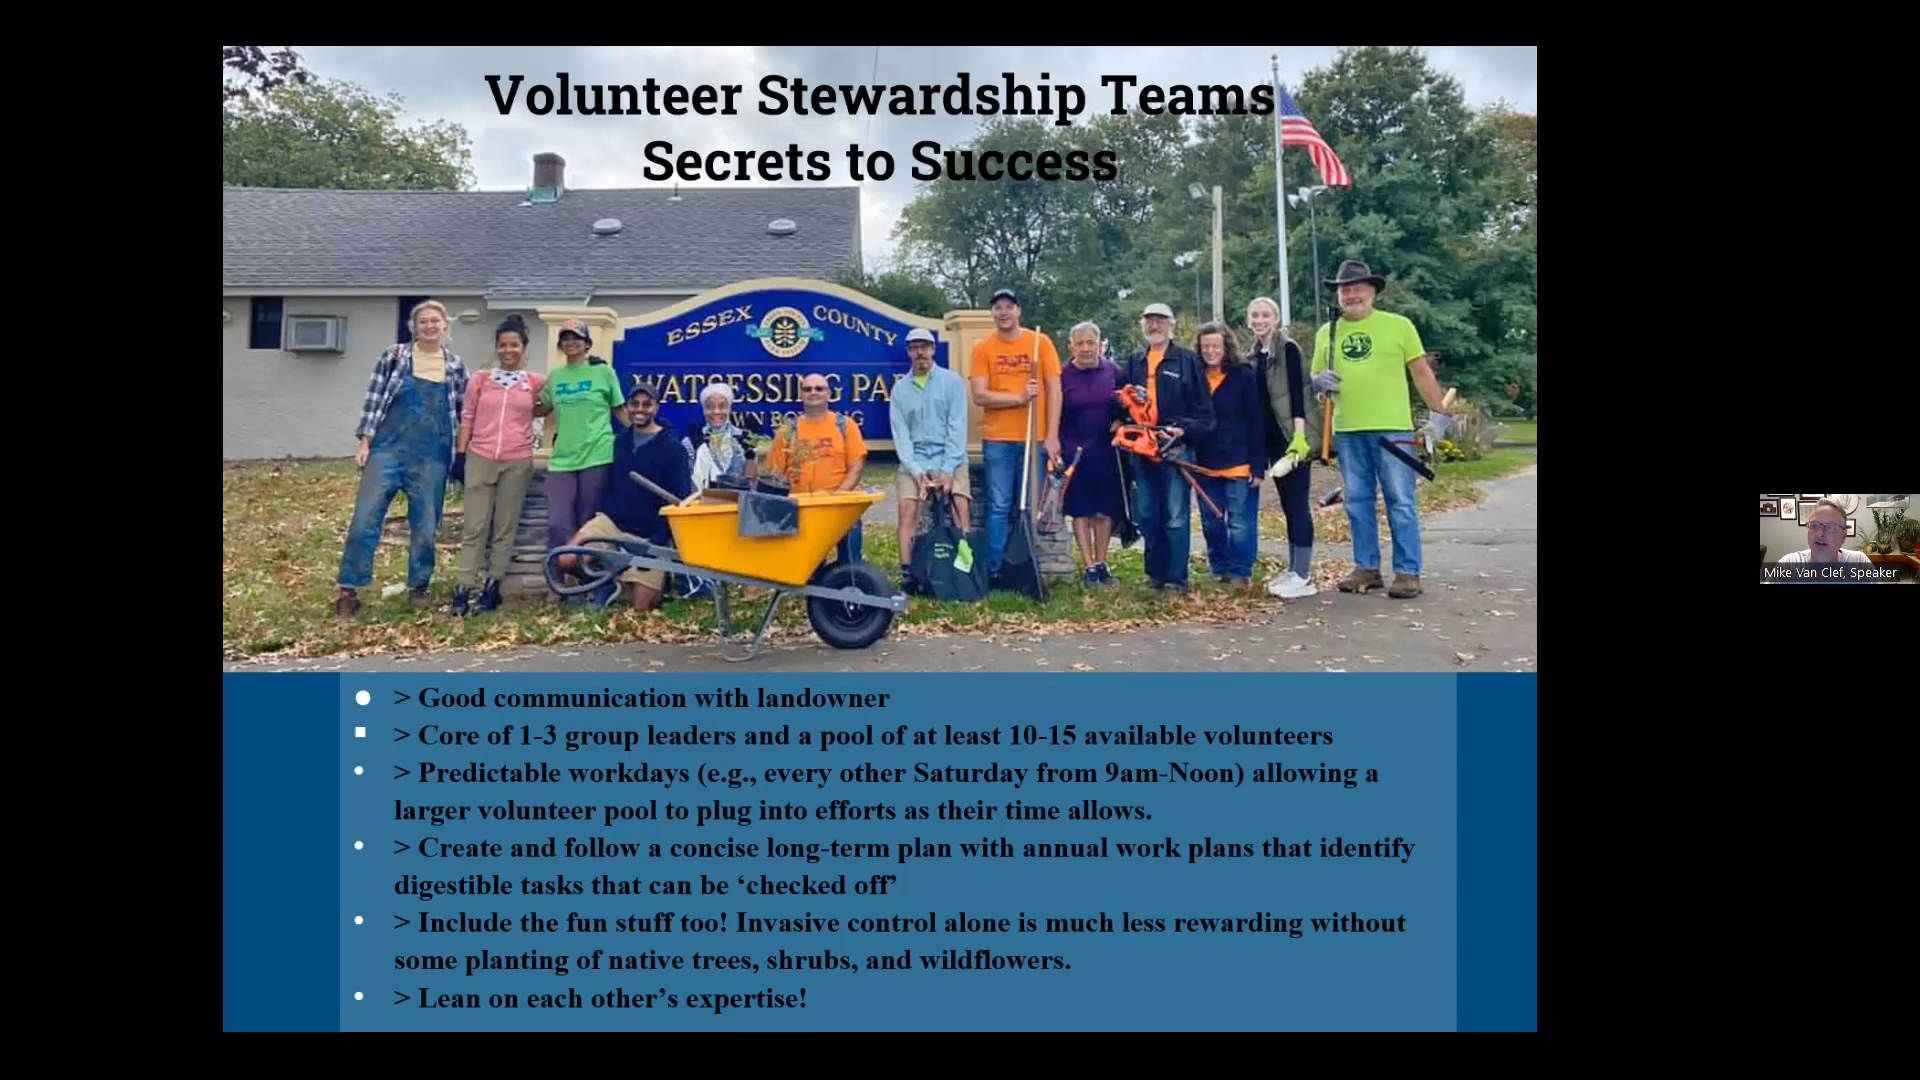 Volunteer Stewardship Teams
Secrets to Success
ESSEX COUNTY
WATSESSING PA
WN BO NG
> Good communication with landowner
> Core of 1-3 group leaders and a pool of at least 10-15 available volunteers
> Predictable workdays (e.g., every other Saturday from 9am-Noon) allowing a
larger volunteer pool to plug into efforts as their time allows.
> Create and follow a concise long-term plan with annual work plans that identify
digestible tasks that can be ‘checked off’
> Include the fun stuff too! Invasive control alone is much less rewarding without
some planting of native trees, shrubs, and wildflowers.
> Lean on each other’s expertise!
Mike Van Clef, Speaker